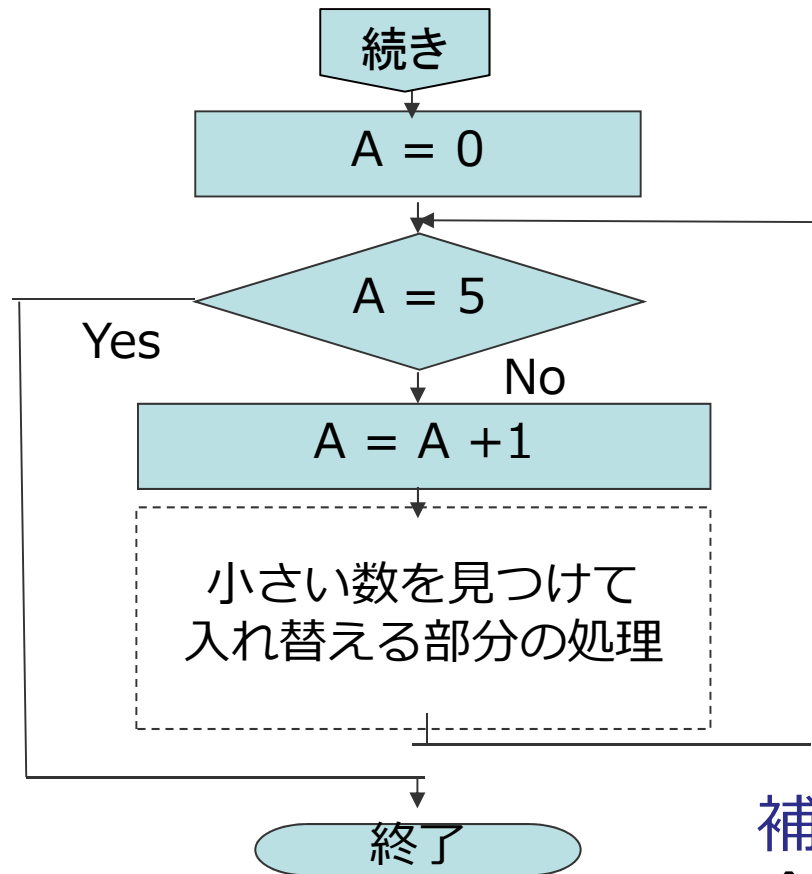 続き
A = 0
A = 5
Yes
No
A = A +1
小さい数を見つけて
入れ替える部分の処理
終了
補